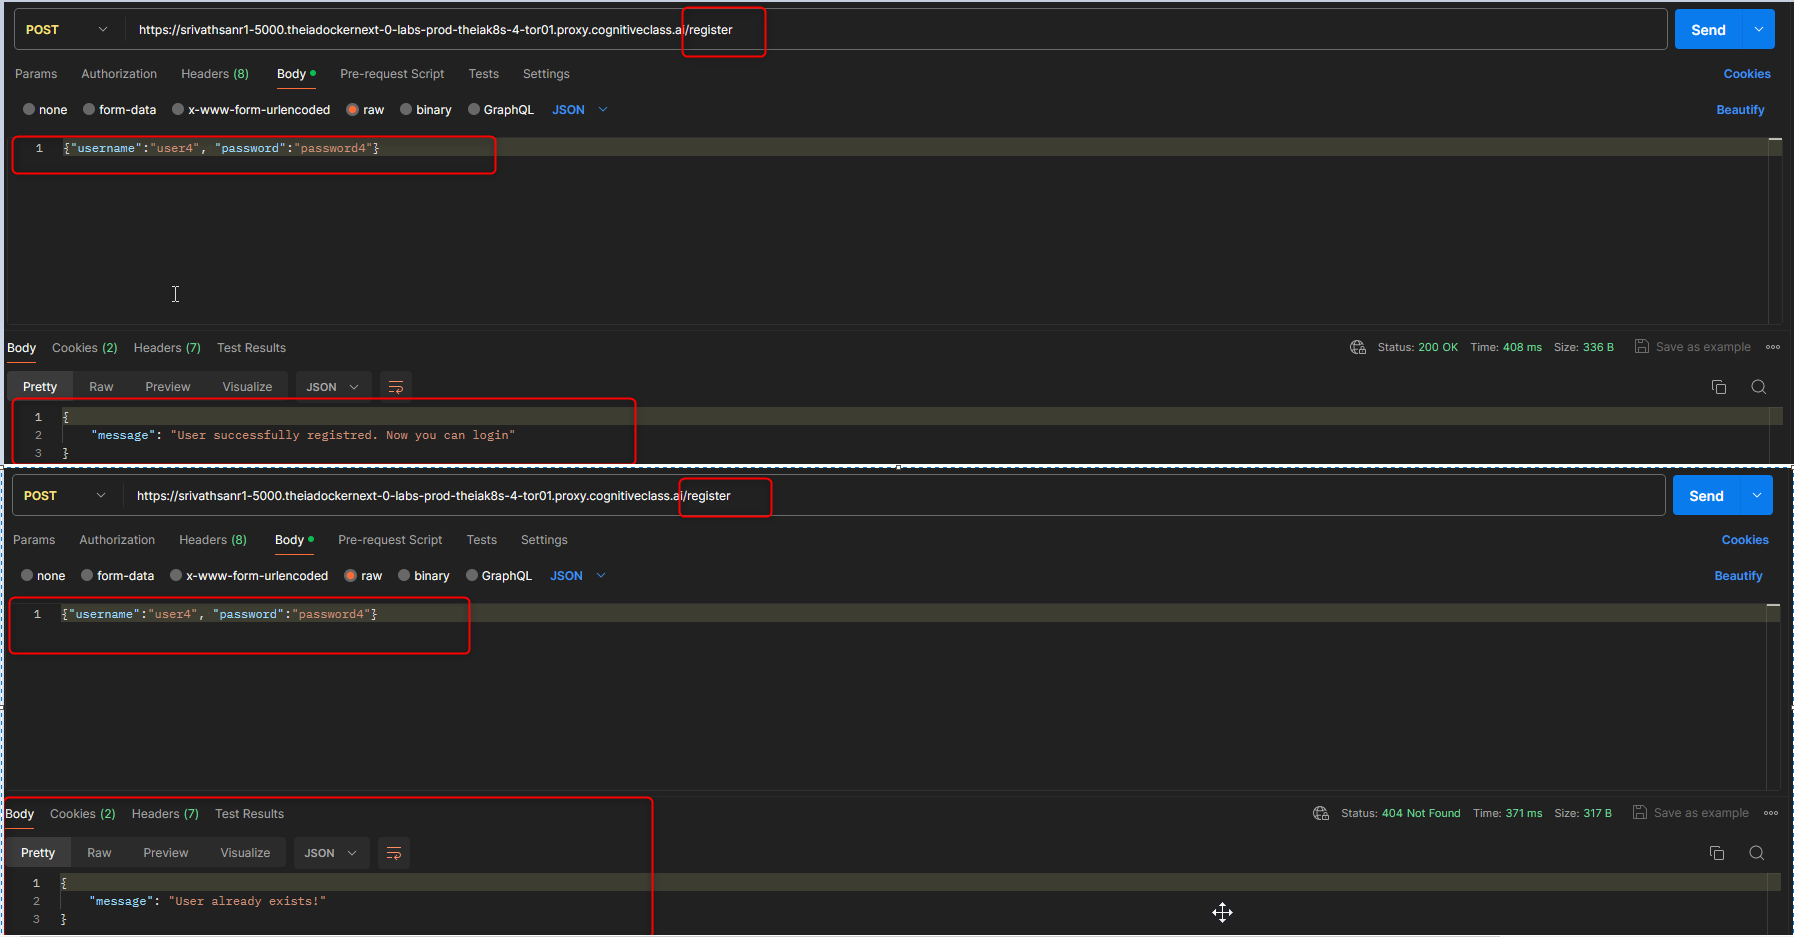 POST https://srivathsanr1-5000.theiadockernext-0-labs-prod-theiak8s-4-tor01.proxy.cognitiveclass.ai/register Send
Params Authorization Headers (8) Body Pre-request Script Tests Settings Cookies
none form-data x-www-form-urlencoded raw binary GraphQL JSON Beautify
1 {"username":"user4", "password":"password4"}
Body Cookies (2) Headers (7) Test Results Status: 200 OK Time: 408 ms Size: 336 B Save as example
Pretty Raw Preview Visualize JSON
1 {
2 "message": "User successfully registred. Now you can login"
3 }
POST https://srivathsanr1-5000.theiadockernext-0-labs-prod-theiak8s-4-tor01.proxy.cognitiveclass.ai/register Send
Params Authorization Headers (8) Body Pre-request Script Tests Settings Cookies
none form-data x-www-form-urlencoded raw binary GraphQL JSON Beautify
1 {"username":"user4", "password":"password4"}
Body Cookies (2) Headers (7) Test Results Status: 404 Not Found Time: 371 ms Size: 317 B Save as example
Pretty Raw Preview Visualize JSON
1 {
2 "message": "User already exists!"
3 }